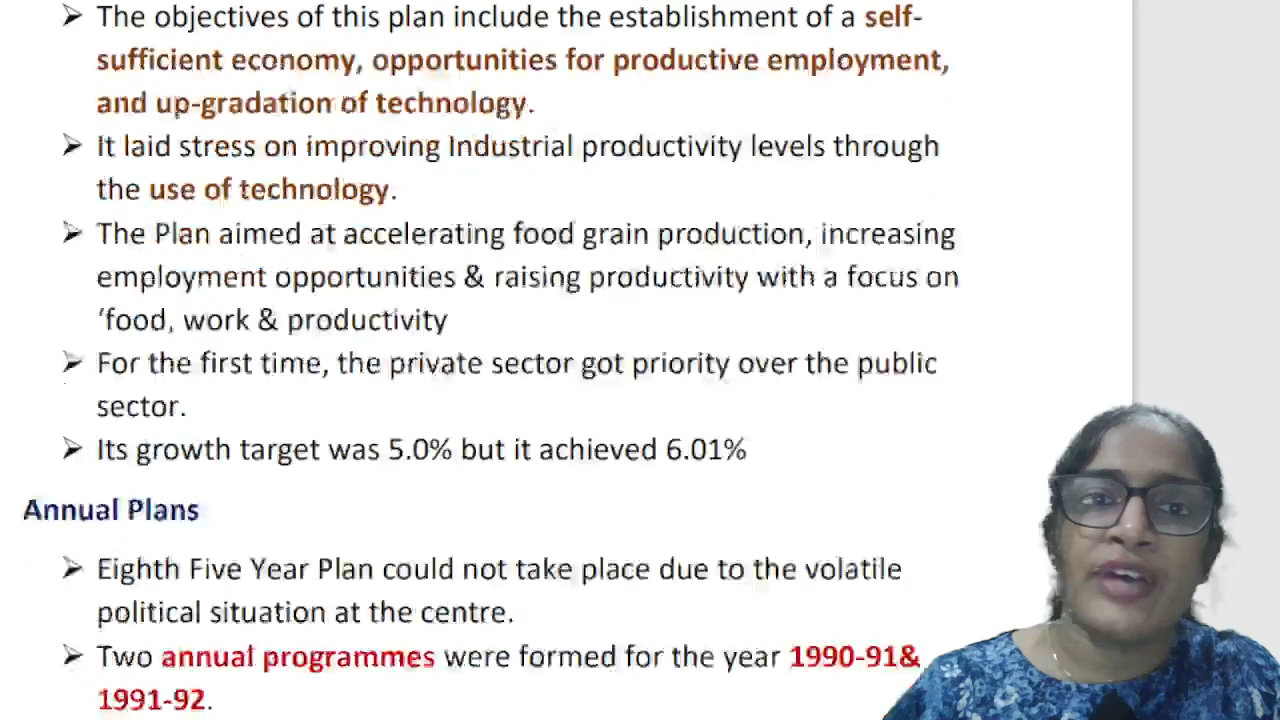 ➢ The objectives of this plan include the establishment of a self-
sufficient economy, opportunities for productive employment,
and up-gradation of technology.
➢ It laid stress on improving Industrial productivity levels through
the use of technology.
➢ The Plan aimed at accelerating food grain production, increasing
employment opportunities & raising productivity with a focus on
‘food, work & productivity
➢ For the first time, the private sector got priority over the public
sector.
➢ Its growth target was 5.0% but it achieved 6.01%
Annual Plans
➢ Eighth Five Year Plan could not take place due to the volatile
political situation at the centre.
➢ Two annual programmes were formed for the year 1990-91&
1991-92.